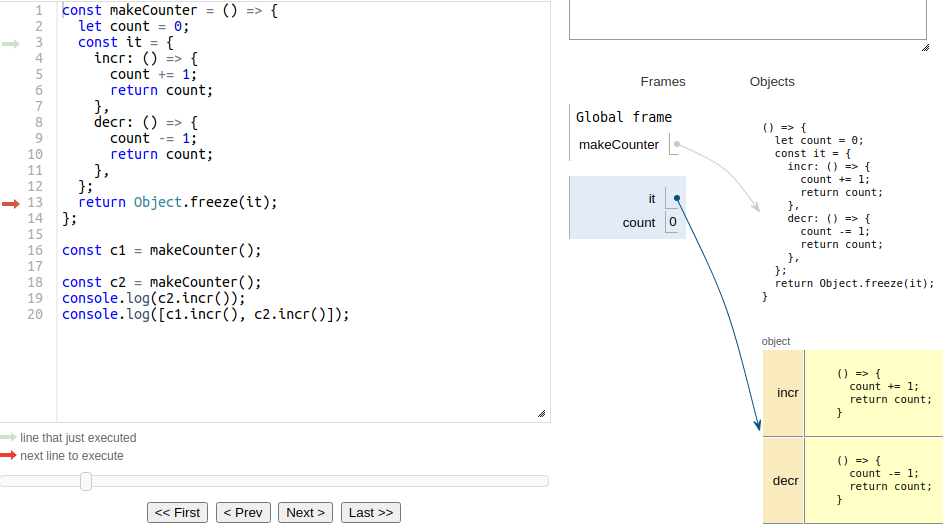 1 const makeCounter = () => {
2 let count = 0;
3 const it = {
4 incr: () => {
5 count += 1;
6 return count;
7 },
8 decr: () => {
9 count -= 1;
10 return count;
11 },
12 };
13 return Object.freeze(it);
14 };
15
16 const c1 = makeCounter();
17
18 const c2 = makeCounter();
19 console.log(c2.incr());
20 console.log([c1.incr(), c2.incr()]);
line that just executed
next line to execute
<< First < Prev Next > Last >>
Frames Objects
Global frame
makeCounter
it
count 0
() => {
let count = 0;
const it = {
incr: () => {
count += 1;
return count;
},
decr: () => {
count -= 1;
return count;
},
};
return Object.freeze(it);
}
object
incr
() => {
count += 1;
return count;
}
decr
() => {
count -= 1;
return count;
}